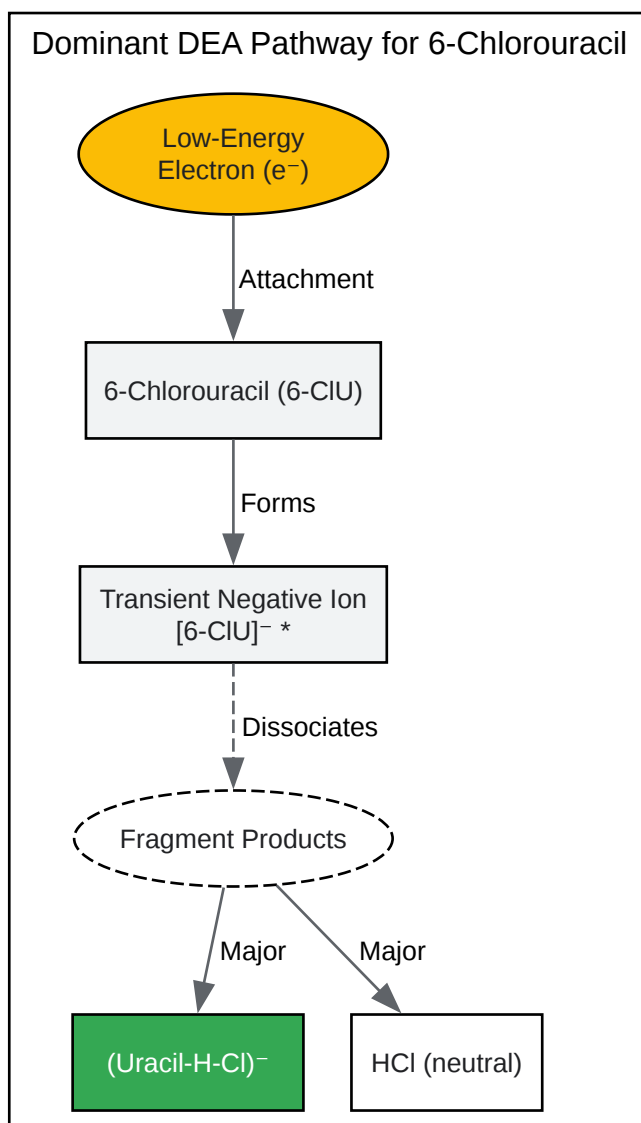 Dominant DEA Pathway for 6-Chlorouracil
Low-Energy
Electron (e⁻)
Attachment
6-Chlorouracil (6-ClU)
Forms
Transient Negative Ion
[6-ClU]⁻ *
Dissociates
Fragment Products
Major
Major
(Uracil-H-Cl)⁻
HCl (neutral)